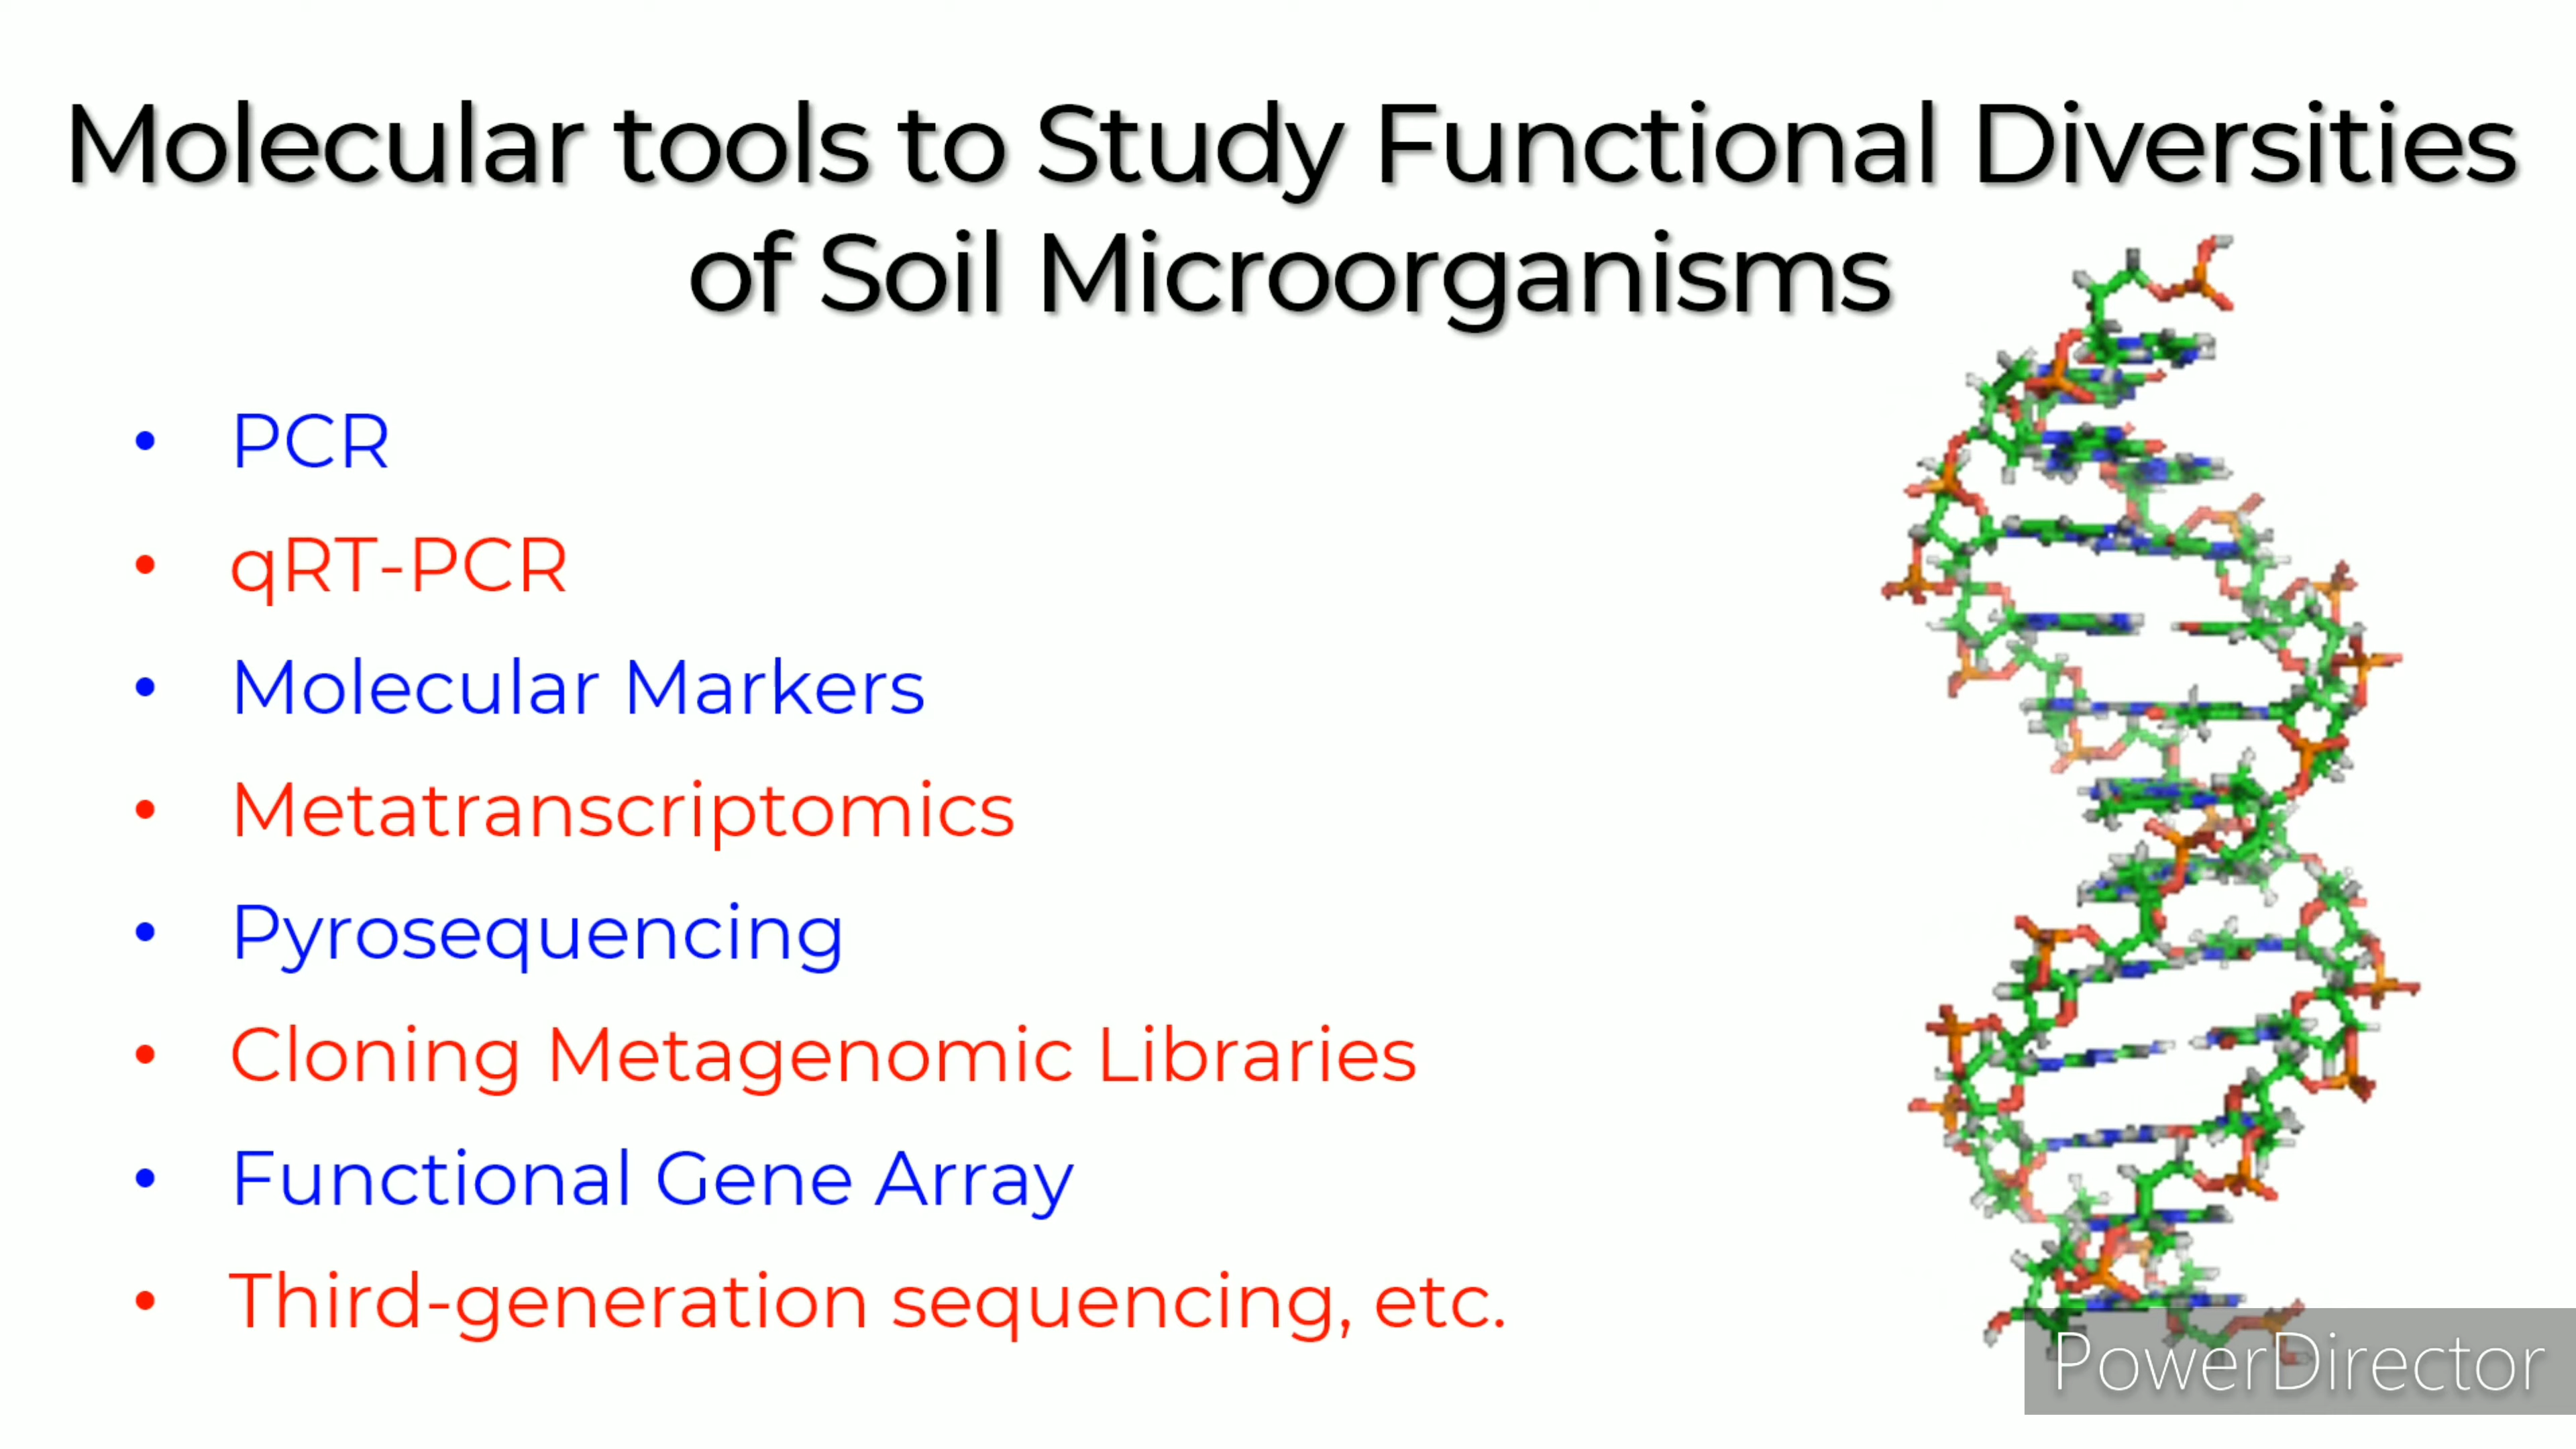 Molecular tools to Study Functional Diversities
of Soil Microorganisms
• PCR
• qRT-PCR
• Molecular Markers
• Metatranscriptomics
• Pyrosequencing
• Cloning Metagenomic Libraries
• Functional Gene Array
• Third-generation sequencing, etc.
PowerDirector